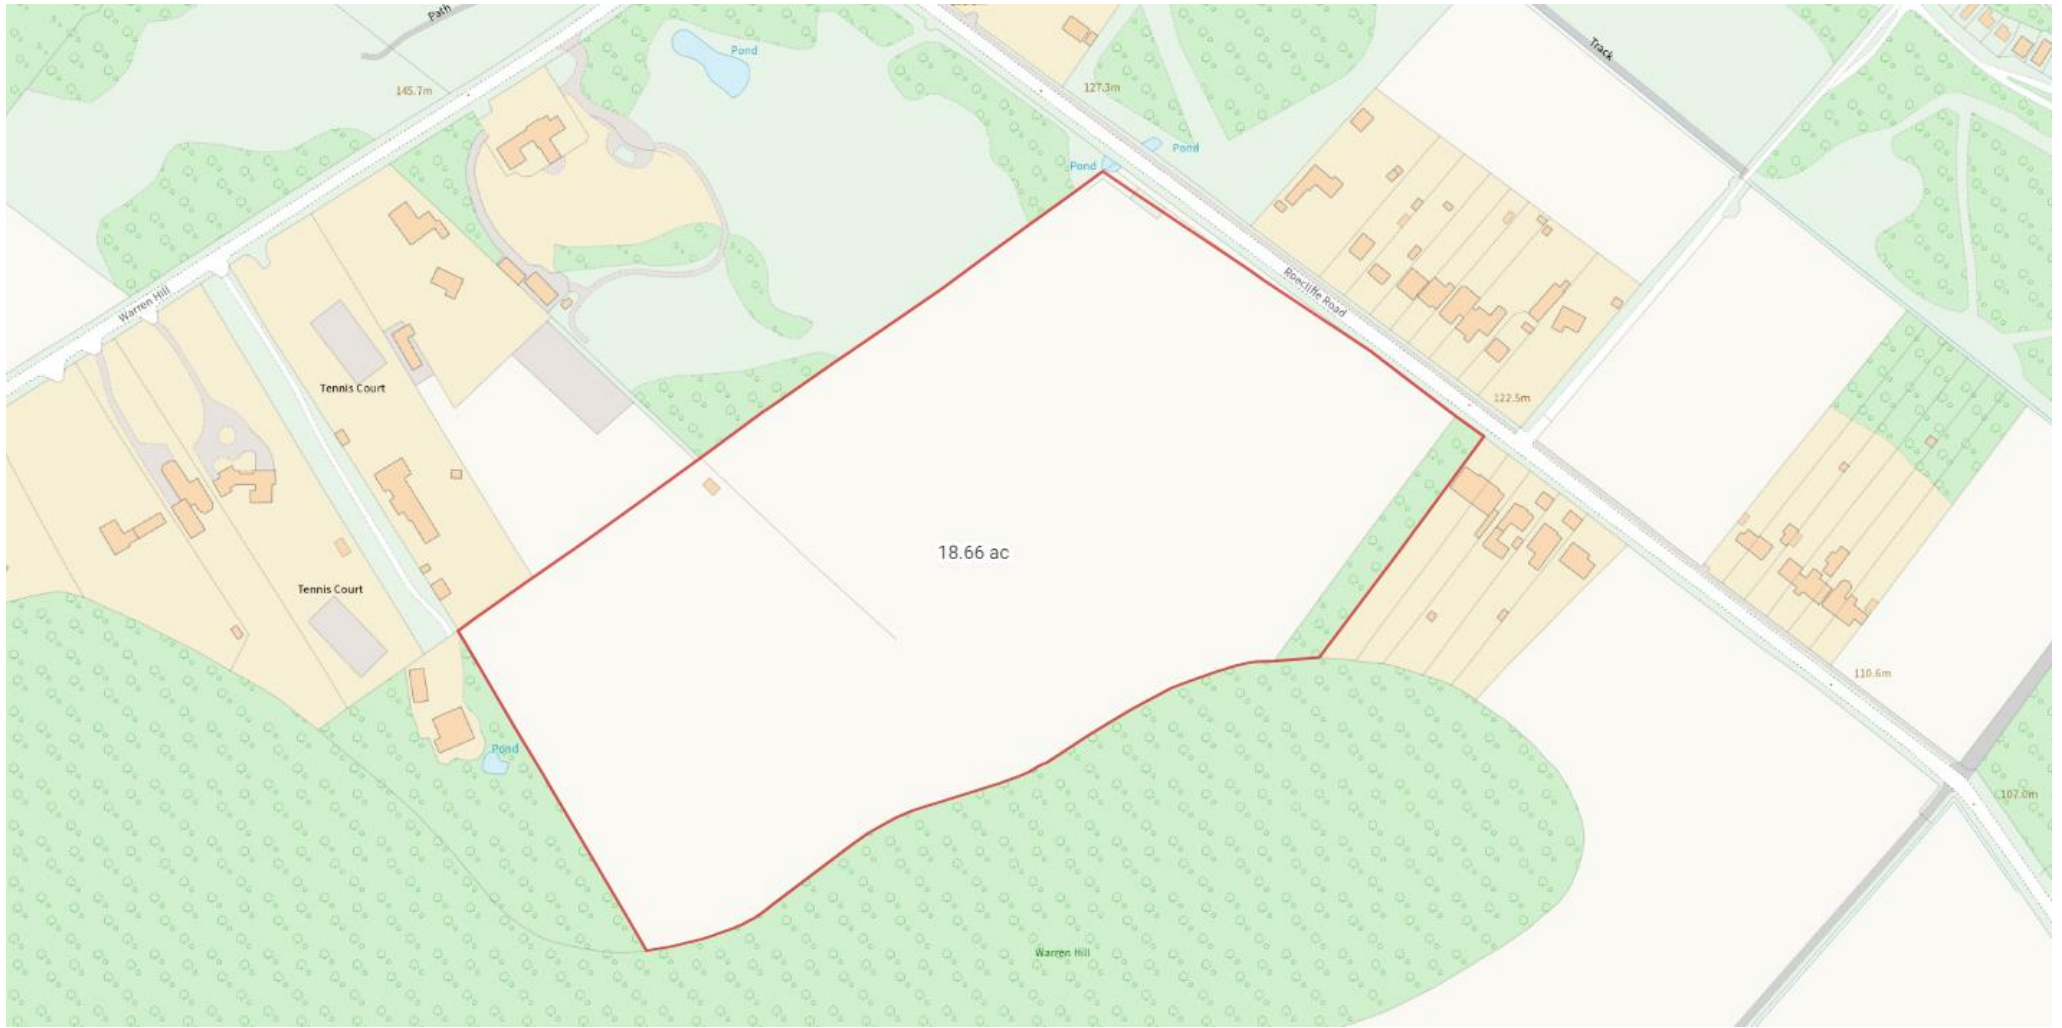 Path
Pond
145.7m
127.3m
Track
Pond
Pond
Warren Hill
Roecliffe Road
Tennis Court
122.5m
18.66 ac
Tennis Court
110.6m
Pond
107.0m
Warren Hill